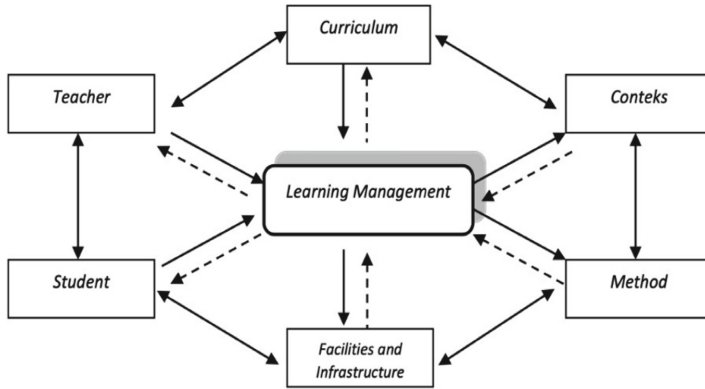 Curriculum
Teacher
Conteks
Learning Management
Student
Method
Facilities and
Infrastructure